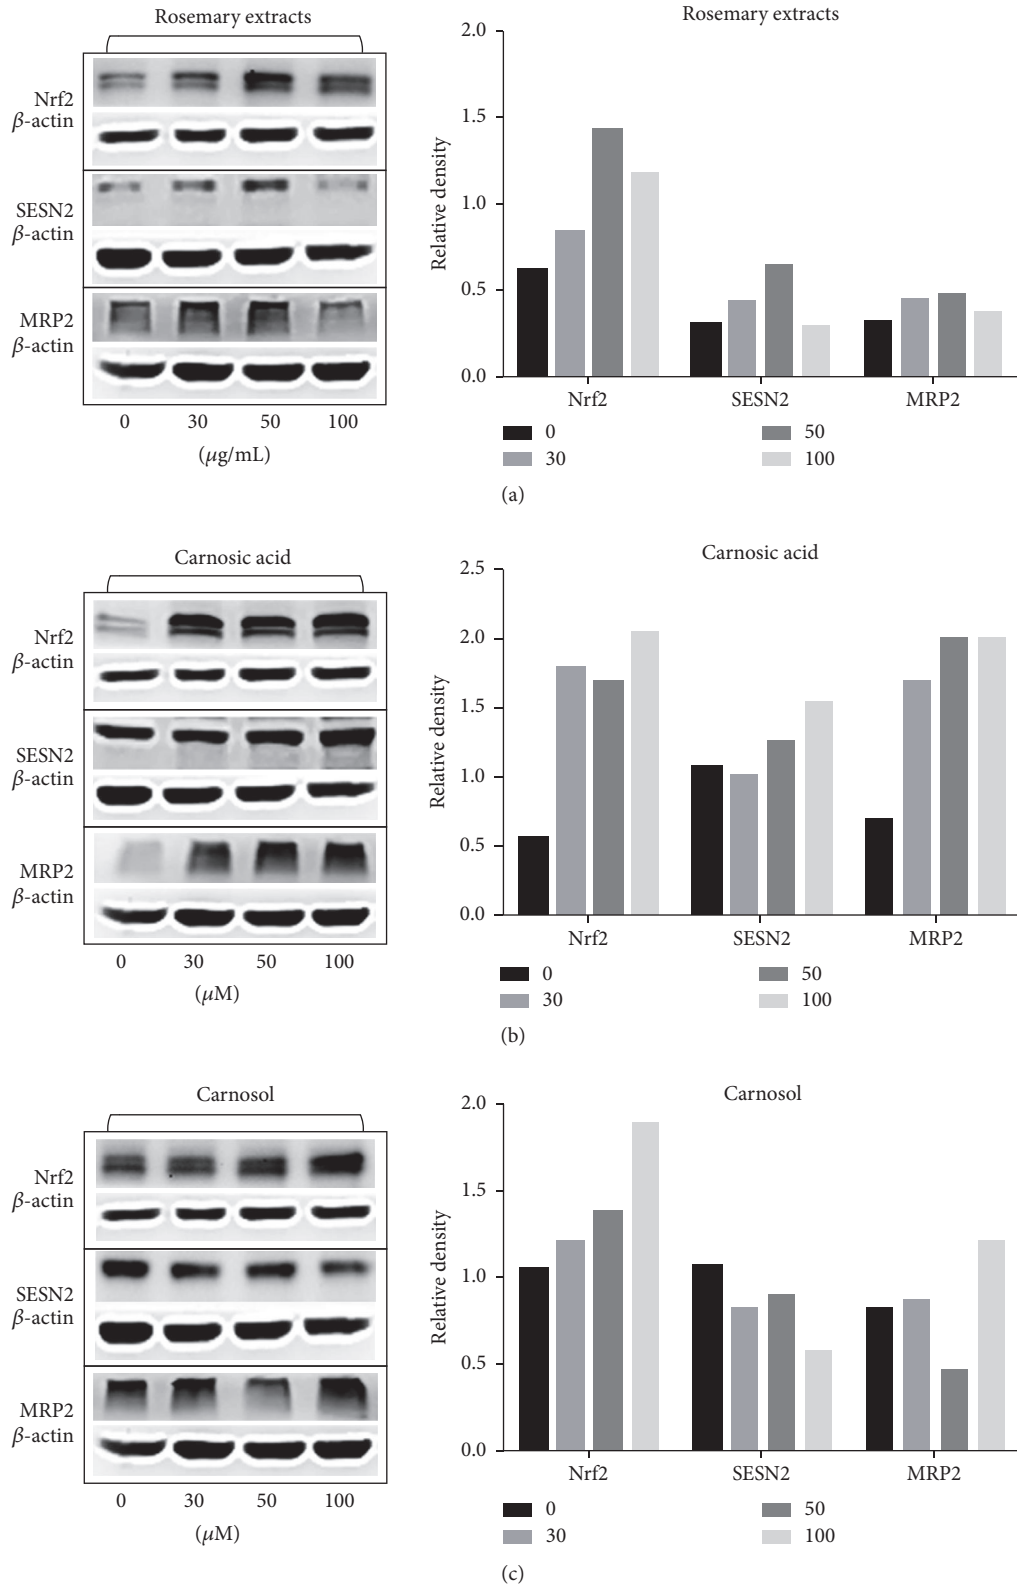 Rosemary extracts
Nrf2
β-actin
SESN2
β-actin
MRP2
β-actin
0 30 50 100
(μg/mL)
Rosemary extracts
2.0
1.5
1.0
0.5
0.0
Relative density
Nrf2 SESN2 MRP2
0 50
30 100
(a)
Carnosic acid
Nrf2
β-actin
SESN2
β-actin
MRP2
β-actin
0 30 50 100
(μM)
Carnosic acid
2.5
2.0
1.5
1.0
0.5
0.0
Relative density
Nrf2 SESN2 MRP2
0 50
30 100
(b)
Carnosol
Nrf2
β-actin
SESN2
β-actin
MRP2
β-actin
0 30 50 100
(μM)
Carnosol
2.0
1.5
1.0
0.5
0.0
Relative density
Nrf2 SESN2 MRP2
0 50
30 100
(c)